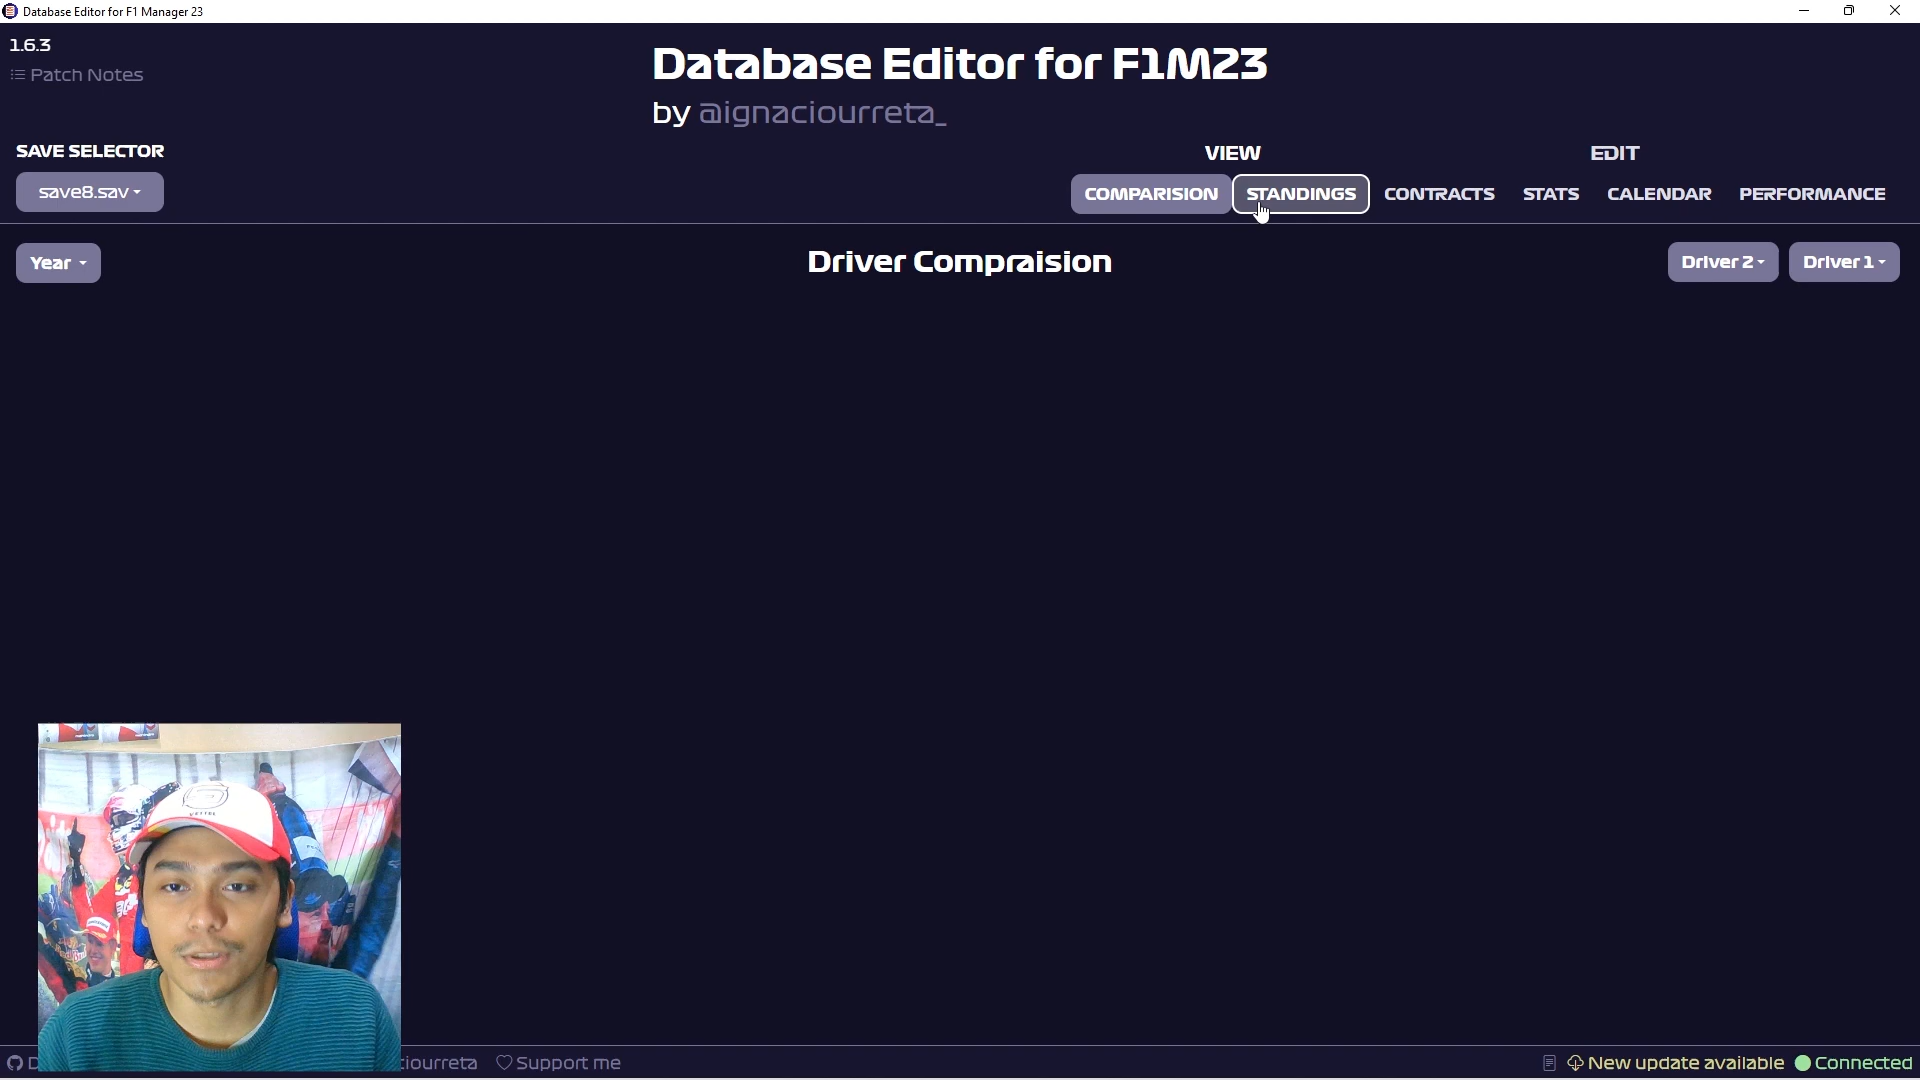 Database Editor for F1 Manager 23
1.6.3
Patch Notes
Database Editor for F1M23
by @ignaciourreta_
SAVE SELECTOR
save8.sav
VIEW
EDIT
COMPARISION
STANDINGS
CONTRACTS
STATS
CALENDAR
PERFORMANCE
Year
Driver Compraision
Driver 2
Driver 1
5
VETTEL
D
ciourreta
Support me
New update available
Connected